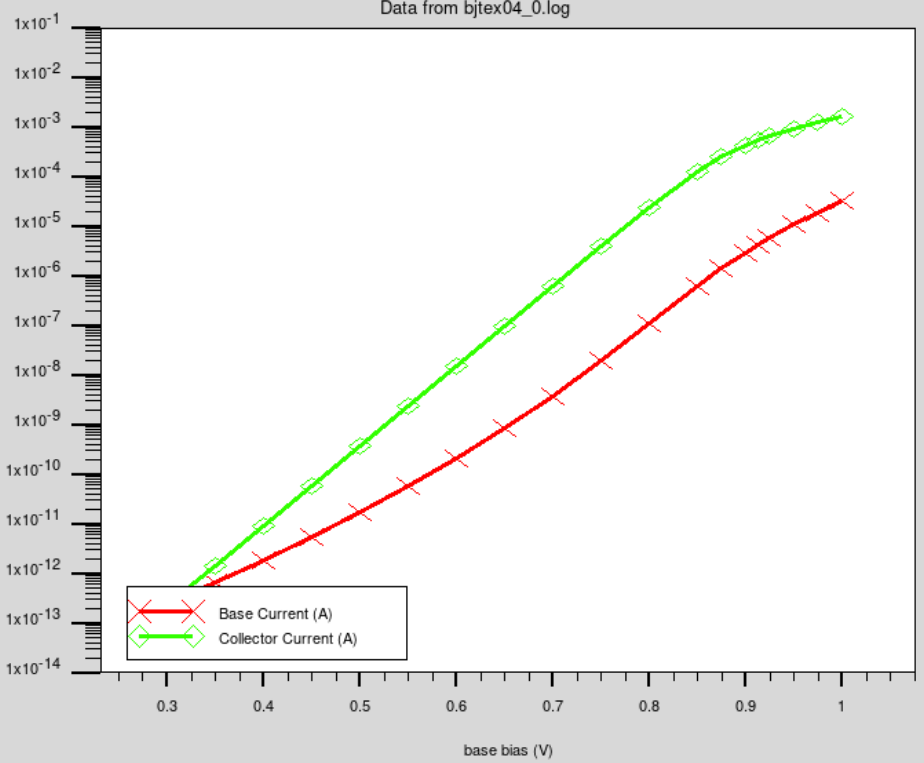 Data from bjtex04_0.log
1x10-1
1x10-2
1x10-3
1x10-4
1x10-5
1x10-6
1x10-7
1x10-8
1x10-9
1x10-10
1x10-11
1x10-12
1x10-13
1x10-14
Base Current (A)
Collector Current (A)
0.3 0.4 0.5 0.6 0.7 0.8 0.9 1
base bias (V)